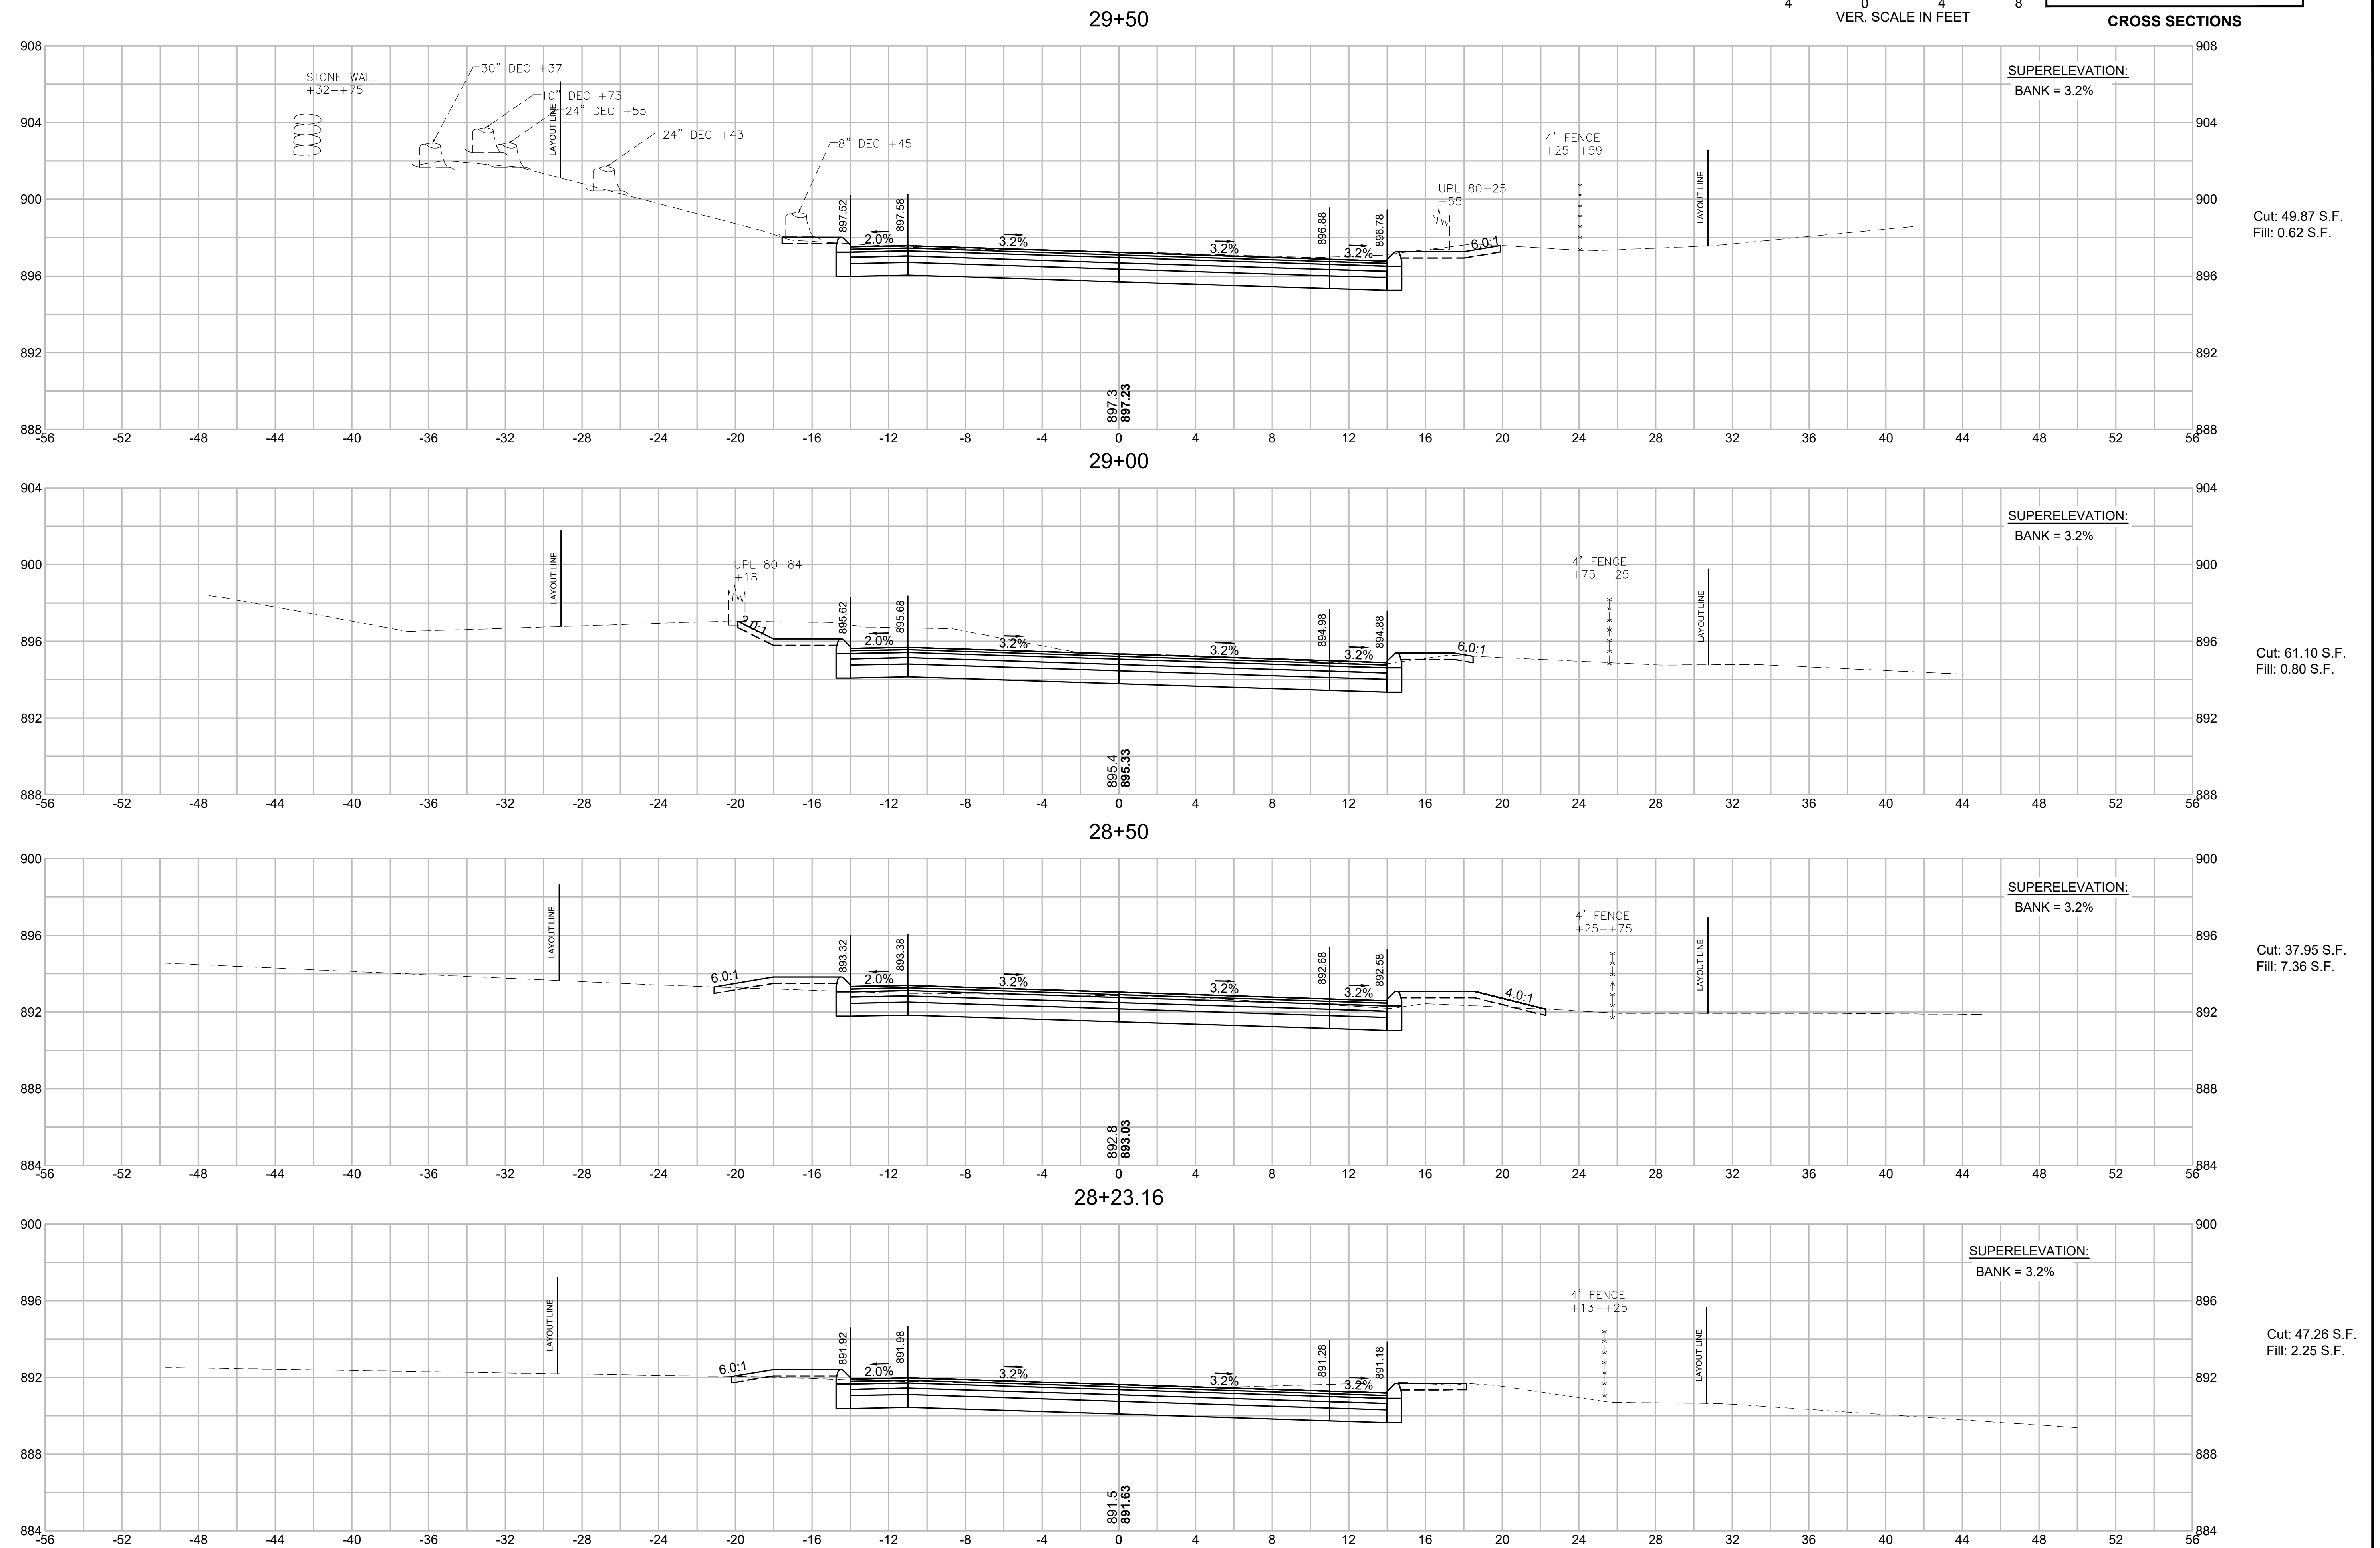 4 0 4 8
VER. SCALE IN FEET
CROSS SECTIONS
29+50
908 908
904 904
900 900
896 896
892 892
888 888
STONE WALL
+32-+75
30" DEC +37
10" DEC +73
24" DEC +55
LAYOUT LINE
24" DEC +43
8" DEC +45
897.52
897.58
2.0%
3.2%
3.2%
896.88
3.2%
896.78
UPL 80-25
+55
6.0:1
4' FENCE
+25-+59
LAYOUT LINE
SUPERELEVATION:
BANK = 3.2%
Cut: 49.87 S.F.
Fill: 0.62 S.F.
897.3
897.23
-56 -52 -48 -44 -40 -36 -32 -28 -24 -20 -16 -12 -8 -4 0 4 8 12 16 20 24 28 32 36 40 44 48 52 56
29+00
904 904
900 900
896 896
892 892
888 888
LAYOUT LINE
UPL 80-84
+18
2.0:1
895.62
895.68
2.0%
3.2%
3.2%
894.98
3.2%
894.88
6.0:1
4' FENCE
+75-+25
LAYOUT LINE
SUPERELEVATION:
BANK = 3.2%
Cut: 61.10 S.F.
Fill: 0.80 S.F.
895.4
895.33
-56 -52 -48 -44 -40 -36 -32 -28 -24 -20 -16 -12 -8 -4 0 4 8 12 16 20 24 28 32 36 40 44 48 52 56
28+50
900 900
896 896
892 892
888 888
884 884
LAYOUT LINE
6.0:1
893.32
893.38
2.0%
3.2%
3.2%
892.68
3.2%
892.58
4.0:1
4' FENCE
+25-+75
LAYOUT LINE
SUPERELEVATION:
BANK = 3.2%
Cut: 37.95 S.F.
Fill: 7.36 S.F.
892.8
893.03
-56 -52 -48 -44 -40 -36 -32 -28 -24 -20 -16 -12 -8 -4 0 4 8 12 16 20 24 28 32 36 40 44 48 52 56
28+23.16
900 900
896 896
892 892
888 888
884 884
LAYOUT LINE
6.0:1
891.92
891.98
2.0%
3.2%
3.2%
891.28
3.2%
891.18
4' FENCE
+13-+25
LAYOUT LINE
SUPERELEVATION:
BANK = 3.2%
Cut: 47.26 S.F.
Fill: 2.25 S.F.
891.5
891.63
-56 -52 -48 -44 -40 -36 -32 -28 -24 -20 -16 -12 -8 -4 0 4 8 12 16 20 24 28 32 36 40 44 48 52 56